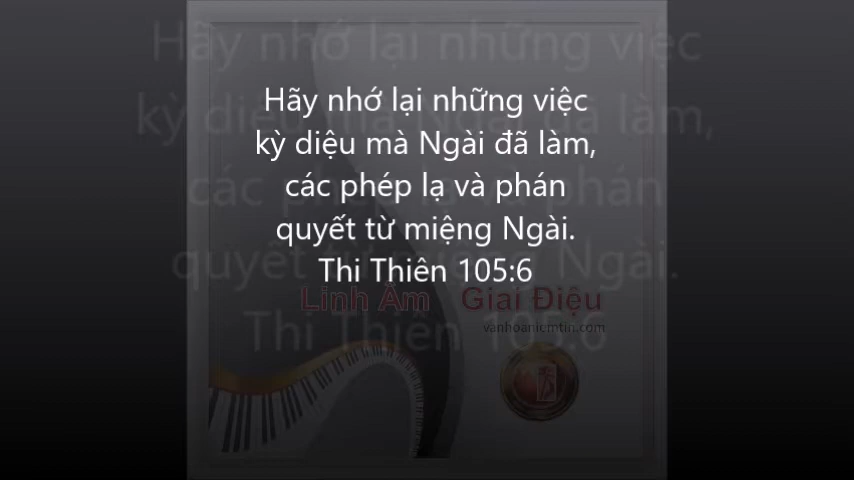 Hãy nhớ lại những việc
kỳ diệu mà Ngài đã làm,
các phép lạ và phán
quyết từ miệng Ngài.
Thi Thiên 105:6
Linh Âm Giai Điệu
vanhoaniemtin.com